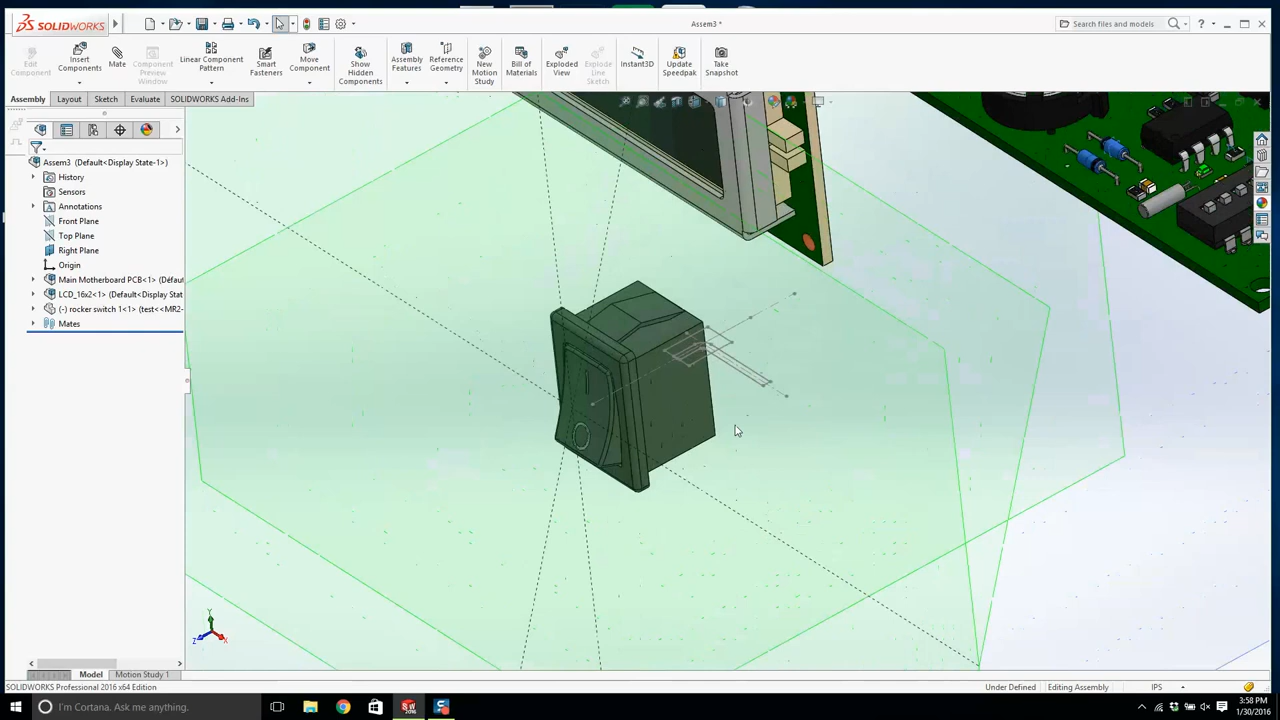 SOLIDWORKS
Assem3 *
Search files and models
?
Edit Component
Insert Components
Mate
Component Preview Window
Linear Component Pattern
Smart Fasteners
Move Component
Show Hidden Components
Assembly Features
Reference Geometry
New Motion Study
Bill of Materials
Exploded View
Explode Line Sketch
Instant3D
Update Speedpak
Take Snapshot
Assembly
Layout
Sketch
Evaluate
SOLIDWORKS Add-Ins
Assem3 (Default<Display State-1>)
History
Sensors
Annotations
Front Plane
Top Plane
Right Plane
Origin
Main Motherboard PCB<1> (Défaul
LCD_16x2<1> (Default<Display Stat
(-) rocker switch 1<1> (test<<MR2-
Mates
Y
Z
X
Model
Motion Study 1
SOLIDWORKS Professional 2016 x64 Edition
Under Defined
Editing Assembly
IPS
I'm Cortana. Ask me anything.
3:58 PM
1/30/2016